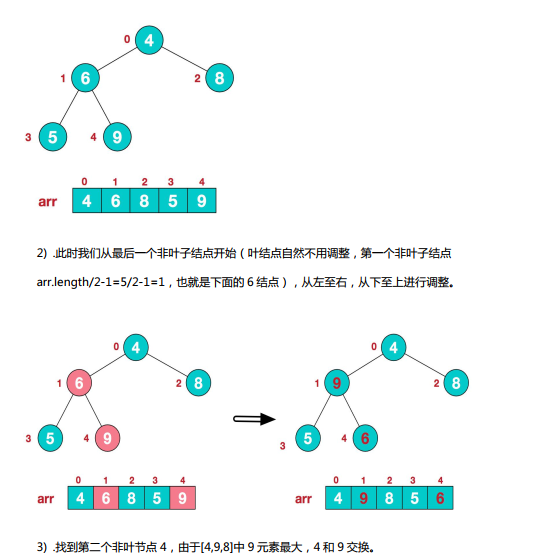 0 4
1 6 2 8
3 5 4 9
0 1 2 3 4
arr 4 6 8 5 9
2) .此时我们从最后一个非叶子结点开始（叶结点自然不用调整，第一个非叶子结点
arr.length/2-1=5/2-1=1，也就是下面的 6 结点），从左至右，从下至上进行调整。
0 4 0 4
1 6 2 8 1 9 2 8
3 5 4 9 3 5 4 6
0 1 2 3 4 0 1 2 3 4
arr 4 6 8 5 9 arr 4 9 8 5 6
3) .找到第二个非叶节点 4，由于[4,9,8]中 9 元素最大，4 和 9 交换。